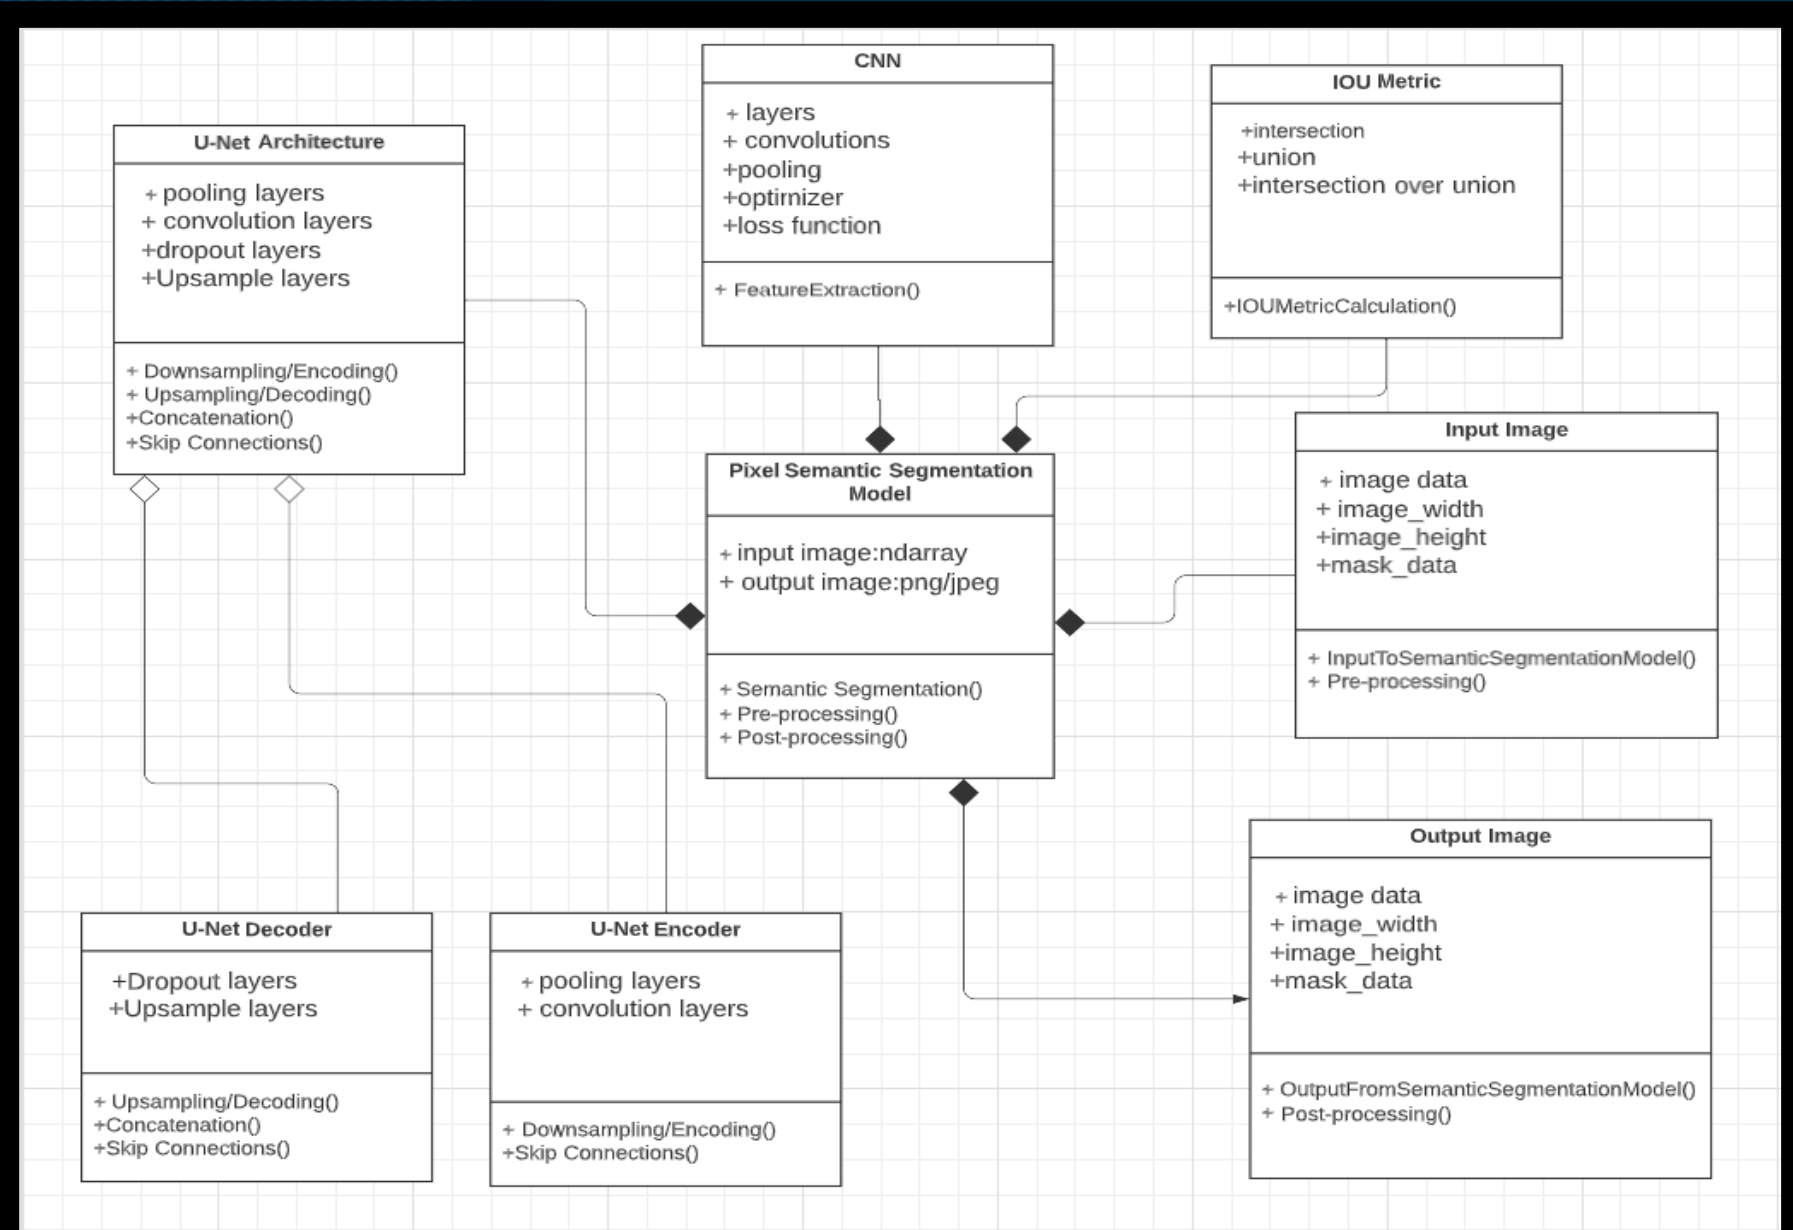 CNN
+ layers
+ convolutions
+pooling
+optimizer
+loss function
+ FeatureExtraction()
IOU Metric
+intersection
+union
+intersection over union
+IOUMetricCalculation()
U-Net Architecture
+ pooling layers
+ convolution layers
+dropout layers
+Upsample layers
+ Downsampling/Encoding()
+ Upsampling/Decoding()
+Concatenation()
+Skip Connections()
Pixel Semantic Segmentation
Model
+ input image:ndarray
+ output image:png/jpeg
+ Semantic Segmentation()
+ Pre-processing()
+ Post-processing()
Input Image
+ image data
+ image_width
+image_height
+mask_data
+ InputToSemanticSegmentationModel()
+ Pre-processing()
Output Image
+ image data
+ image_width
+image_height
+mask_data
+ OutputFromSemanticSegmentationModel()
+ Post-processing()
U-Net Decoder
+Dropout layers
+Upsample layers
+ Upsampling/Decoding()
+Concatenation()
+Skip Connections()
U-Net Encoder
+ pooling layers
+ convolution layers
+ Downsampling/Encoding()
+Skip Connections()